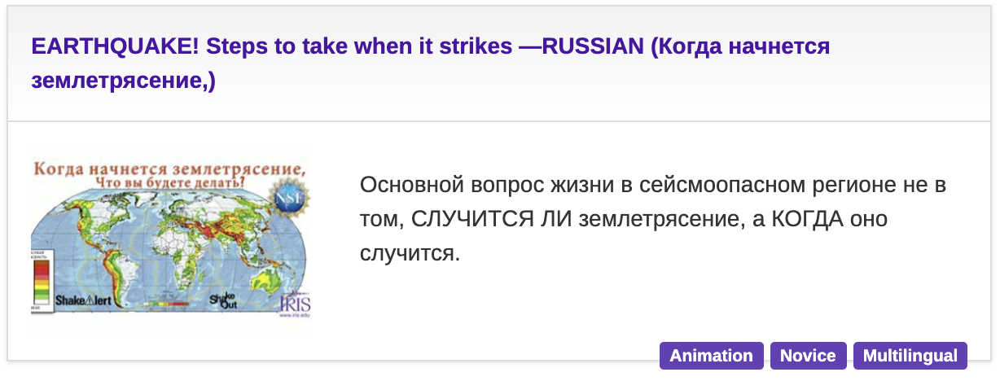 EARTHQUAKE! Steps to take when it strikes —RUSSIAN (Когда начнется
землетрясение,)
Когда начнется землетрясение,
Что вы будете делать?
NSF
Основной вопрос жизни в сейсмоопасном регионе не в
том, СЛУЧИТСЯ ЛИ землетрясение, а КОГДА оно
случится.
ShakeAlert
ShakeOut
IRIS
www.iris.edu
Animation
Novice
Multilingual